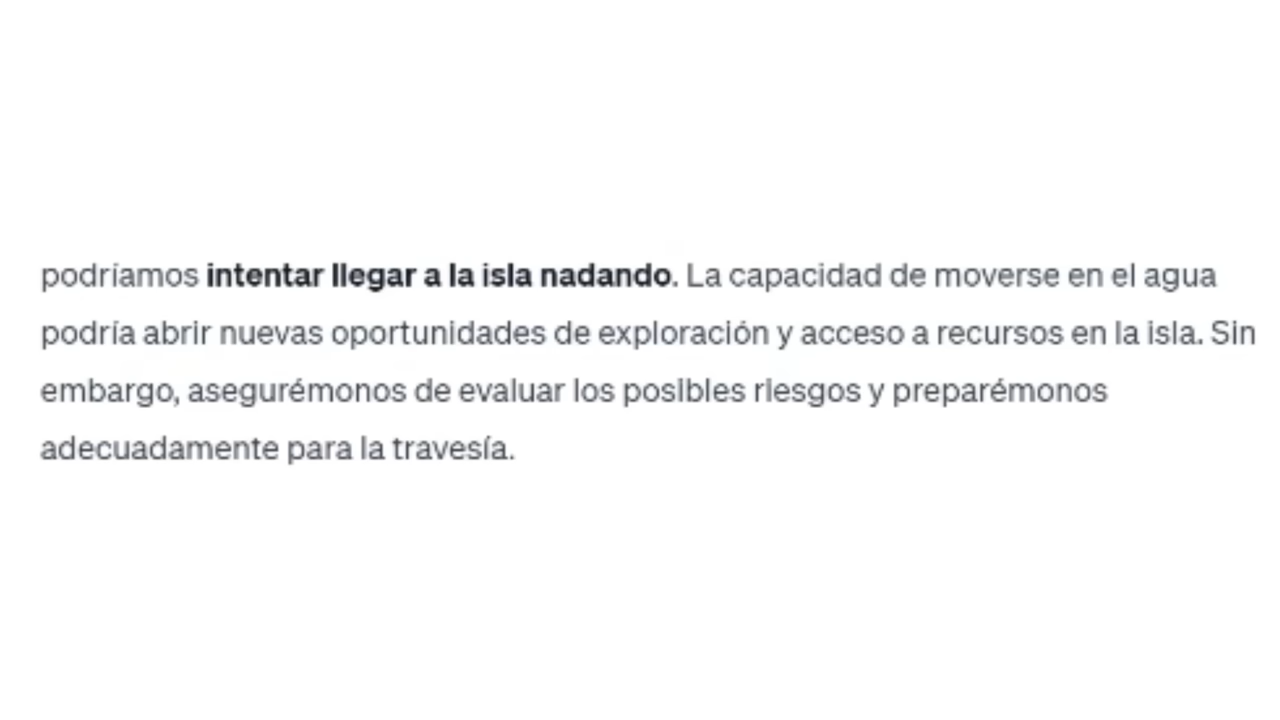 podríamos intentar llegar a la isla nadando. La capacidad de moverse en el agua
podría abrir nuevas oportunidades de exploración y acceso a recursos en la isla. Sin
embargo, asegurémonos de evaluar los posibles riesgos y preparémonos
adecuadamente para la travesía.